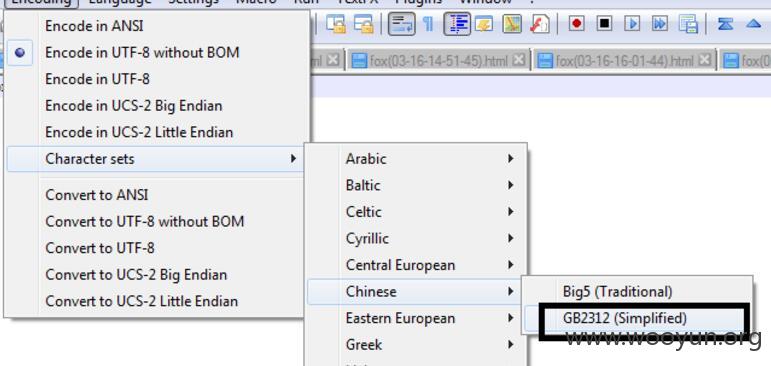 Encoding Language Settings Macro Run TextFX Plugins Window ?
Encode in ANSI
Encode in UTF-8 without BOM
Encode in UTF-8
Encode in UCS-2 Big Endian
Encode in UCS-2 Little Endian
Character sets
Convert to ANSI
Convert to UTF-8 without BOM
Convert to UTF-8
Convert to UCS-2 Big Endian
Convert to UCS-2 Little Endian
ml
fox(03-16-14-51-45).html
fox(03-16-16-01-44).html
fox(0
Arabic
Baltic
Celtic
Cyrillic
Central European
Chinese
Eastern European
Greek
Big5 (Traditional)
GB2312 (Simplified)
www.wooyun.org